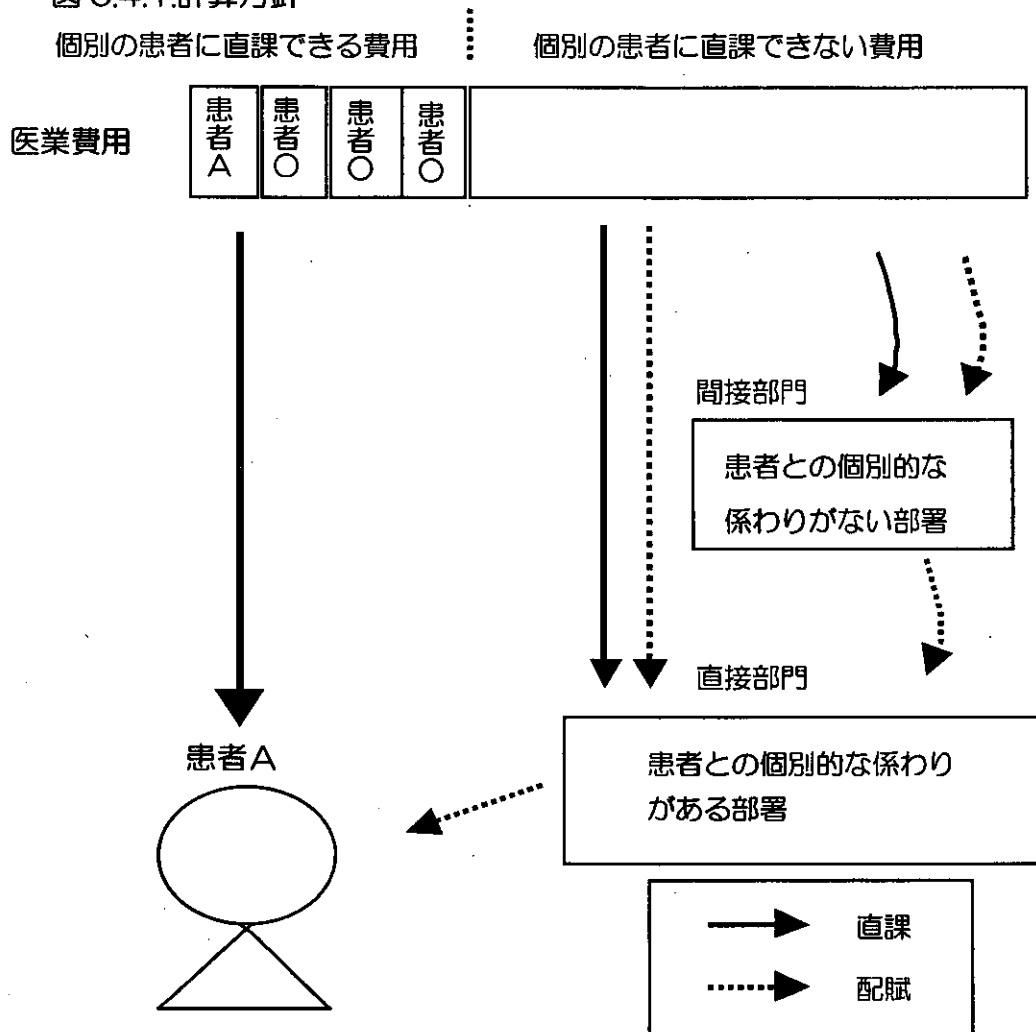 個別の患者に直課できる費用
個別の患者に直課できない費用
医業費用
患者A
患者〇
患者〇
患者〇
間接部門
患者との個別的な
係わりがない部署
直接部門
患者A
患者との個別的な係わり
がある部署
直課
配賦